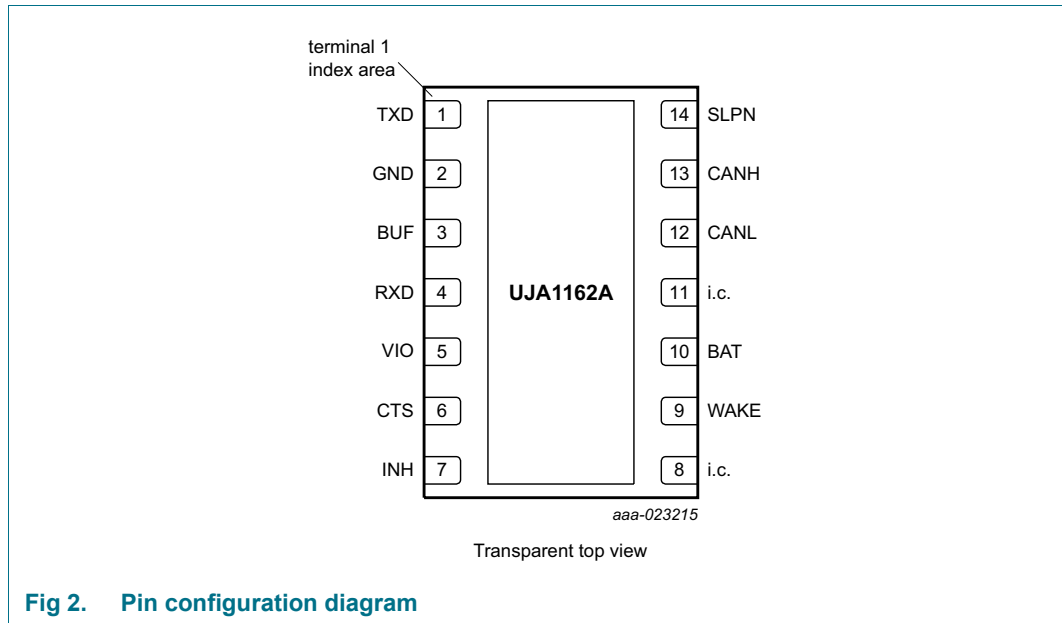 terminal 1
index area
TXD 1
14 SLPN
GND 2
13 CANH
BUF 3
12 CANL
RXD 4
UJA1162A
11 i.c.
VIO 5
10 BAT
CTS 6
9 WAKE
INH 7
8 i.c.
aaa-023215
Transparent top view
Fig 2. Pin configuration diagram